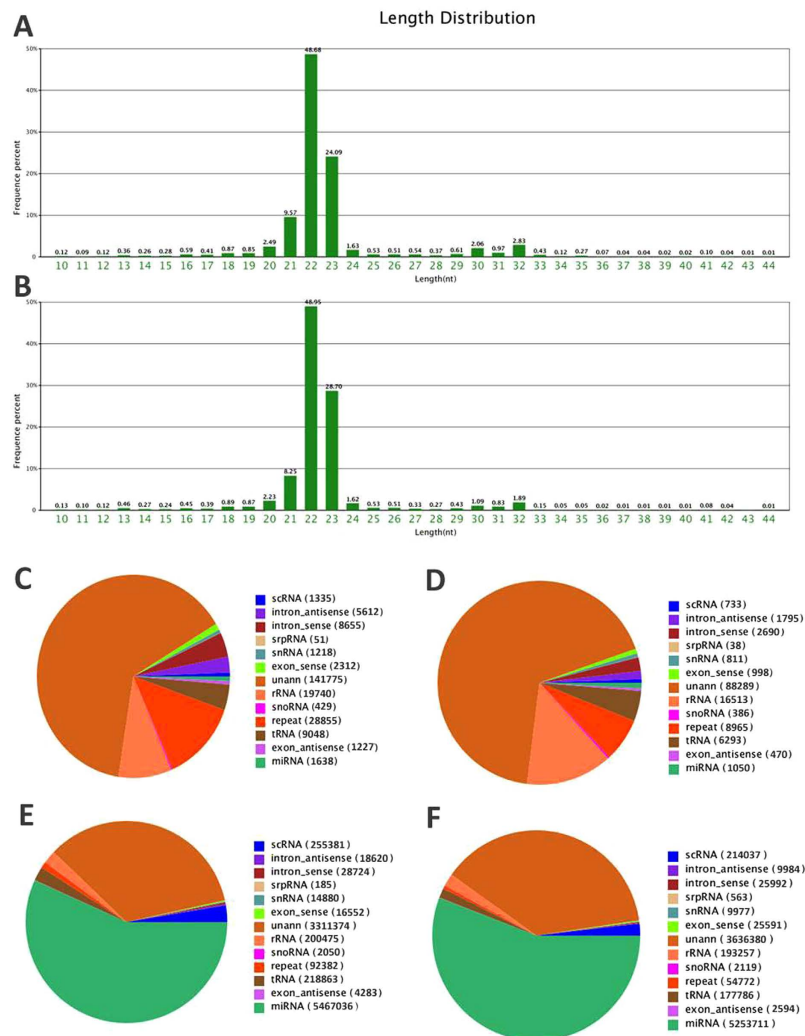 A
Length Distribution
50%
40%
30%
20%
10%
0
Frequence percent
0.12 0.09 0.12 0.36 0.26 0.28 0.59 0.41 0.87 0.85 2.49 9.57 48.68 24.09 1.63 0.53 0.51 0.54 0.37 0.61 2.06 0.97 2.83 0.43 0.12 0.27 0.07 0.04 0.04 0.02 0.02 0.10 0.04 0.01 0.01
10 11 12 13 14 15 16 17 18 19 20 21 22 23 24 25 26 27 28 29 30 31 32 33 34 35 36 37 38 39 40 41 42 43 44
Length(nt)
B
50%
40%
30%
20%
10%
0
Frequence percent
0.13 0.10 0.12 0.46 0.27 0.24 0.45 0.39 0.89 0.87 2.23 8.25 48.95 28.70 1.62 0.53 0.51 0.31 0.27 0.43 1.09 0.83 1.89 0.15 0.05 0.05 0.02 0.01 0.01 0.01 0.01 0.08 0.04 0.01
10 11 12 13 14 15 16 17 18 19 20 21 22 23 24 25 26 27 28 29 30 31 32 33 34 35 36 37 38 39 40 41 42 43 44
Length(nt)
C
scRNA (1335)
intron_antisense (5612)
intron_sense (8655)
srpRNA (51)
snRNA (1218)
exon_sense (2312)
unann (141775)
rRNA (19740)
snoRNA (429)
repeat (28855)
tRNA (9048)
exon_antisense (1227)
miRNA (1638)
D
scRNA (733)
intron_antisense (1795)
intron_sense (2690)
srpRNA (38)
snRNA (811)
exon_sense (998)
unann (88289)
rRNA (16513)
snoRNA (386)
repeat (8965)
tRNA (6293)
exon_antisense (470)
miRNA (1050)
E
scRNA (255381)
intron_antisense (18620)
intron_sense (28724)
srpRNA (185)
snRNA (14880)
exon_sense (16552)
unann (3311374)
rRNA (200475)
snoRNA (2050)
repeat (92382)
tRNA (218863)
exon_antisense (4283)
miRNA (5467036)
F
scRNA (214037)
intron_antisense (9984)
intron_sense (25992)
srpRNA (563)
snRNA (9977)
exon_sense (25591)
unann (3636380)
rRNA (193257)
snoRNA (2119)
repeat (54772)
tRNA (177786)
exon_antisense (2594)
miRNA (5253711)